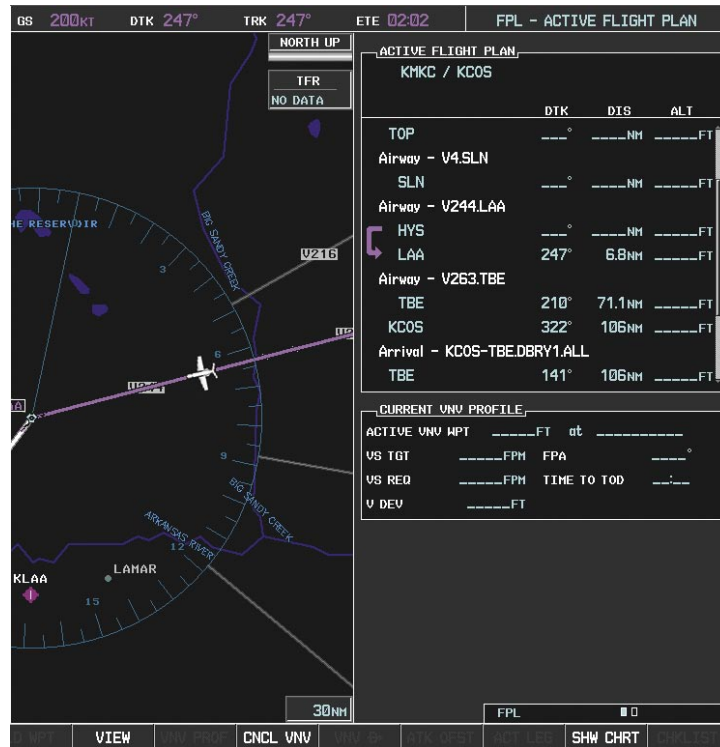 GS 200KT DTK 247° TRK 247° ETE 02:02 FPL – ACTIVE FLIGHT PLAN
NORTH UP
TFR
NO DATA
HE RESERVOIR
BIG SANDY CREEK
V216
3
6
V244
9
BIG SANDY CREEK
ARKANSAS RIVER
12
KLAA
LAMAR
15
30NM
ACTIVE FLIGHT PLAN
KMKC / KCOS
DTK DIS ALT
TOP ___° ____NM _____FT
Airway – V4.SLN
SLN ___° ____NM _____FT
Airway – V244.LAA
HYS ___° ____NM _____FT
LAA 247° 6.8NM _____FT
Airway – V263.TBE
TBE 210° 71.1NM _____FT
KCOS 322° 106NM _____FT
Arrival – KCOS-TBE.DBRY1.ALL
TBE 141° 106NM _____FT
CURRENT VNV PROFILE
ACTIVE VNV WPT _____FT at __________
VS TGT _____FPM FPA ____°
VS REQ _____FPM TIME TO TOD __:__
V DEV _____FT
FPL
D WPT VIEW VNV PROF CNCL VNV VNV D→ ATK OFST ACT LEG SHW CHRT CHKLIST